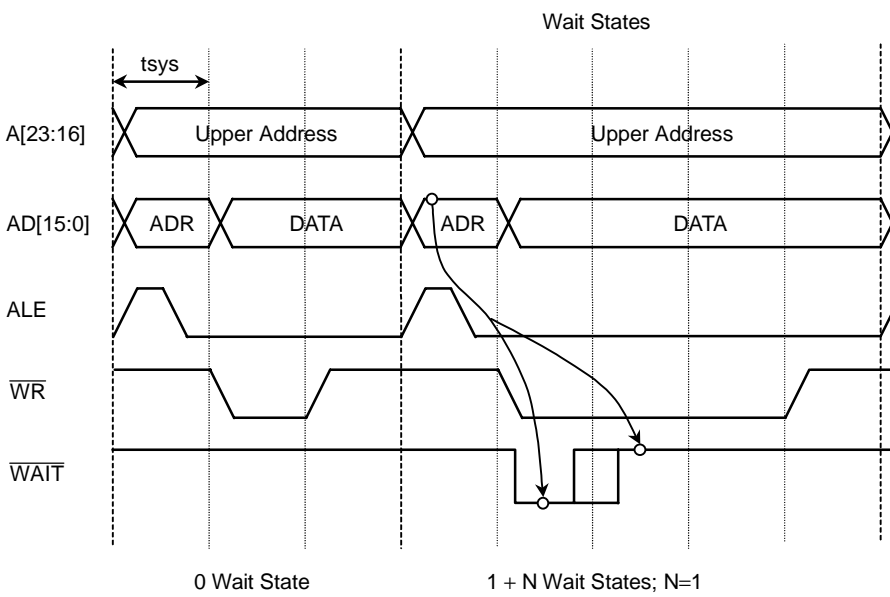 Wait States
tsys
A[23:16]
Upper Address
Upper Address
AD[15:0]
ADR
DATA
ADR
DATA
ALE
WR
WAIT
0 Wait State
1 + N Wait States; N=1